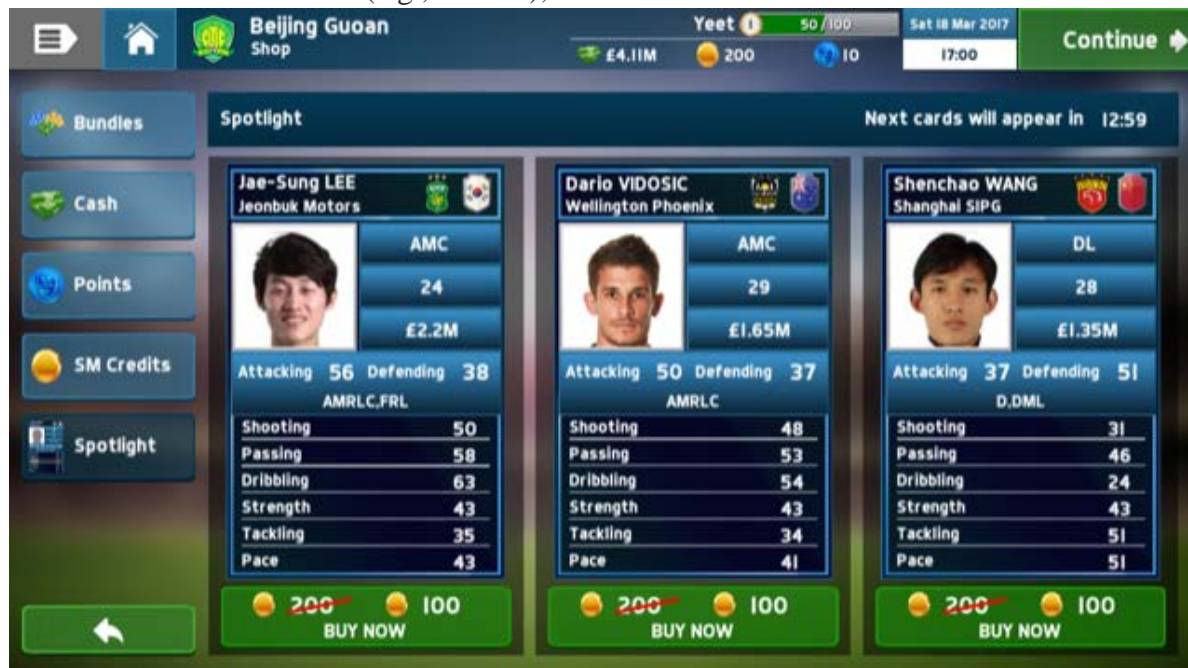 Beijing Guoan
Shop
Yeet 1 50/100
£4.11M 200 10
Sat 18 Mar 2017
17:00
Continue
Bundles
Cash
Points
SM Credits
Spotlight
Spotlight
Next cards will appear in 12:59
Jae-Sung LEE
Jeonbuk Motors
AMC
24
£2.2M
Attacking 56 Defending 38
AMRLC,FRL
Shooting 50
Passing 58
Dribbling 63
Strength 43
Tackling 35
Pace 43
200 100
BUY NOW
Dario VIDOSIC
Wellington Phoenix
AMC
29
£1.65M
Attacking 50 Defending 37
AMRLC
Shooting 48
Passing 53
Dribbling 54
Strength 43
Tackling 34
Pace 41
200 100
BUY NOW
Shenchao WANG
Shanghai SIPG
DL
28
£1.35M
Attacking 37 Defending 51
D,DML
Shooting 31
Passing 46
Dribbling 24
Strength 43
Tackling 51
Pace 51
200 100
BUY NOW